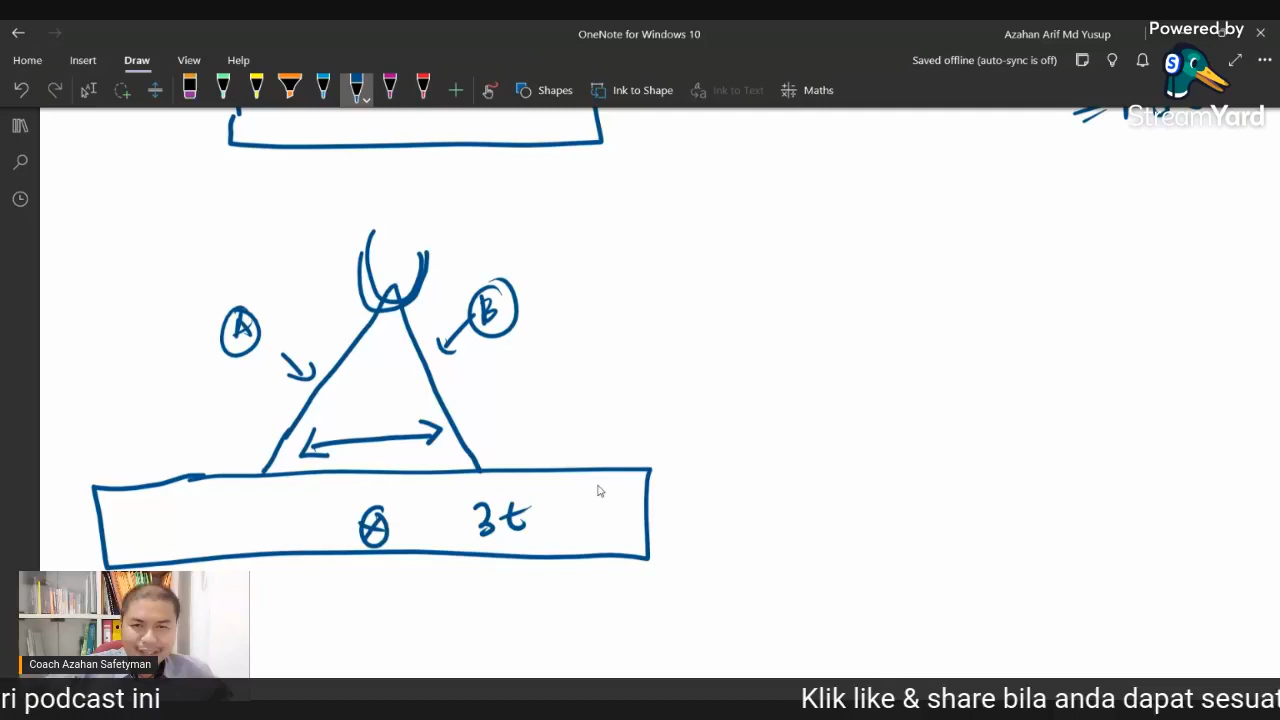 OneNote for Windows 10
Azahan Arif Md Yusup
Powered by
StreamYard
Home Insert Draw View Help
Saved offline (auto-sync is off)
Shapes Ink to Shape Ink to Text Maths
A
B
3t
Coach Azahan Safetyman
ri podcast ini Klik like & share bila anda dapat sesuat